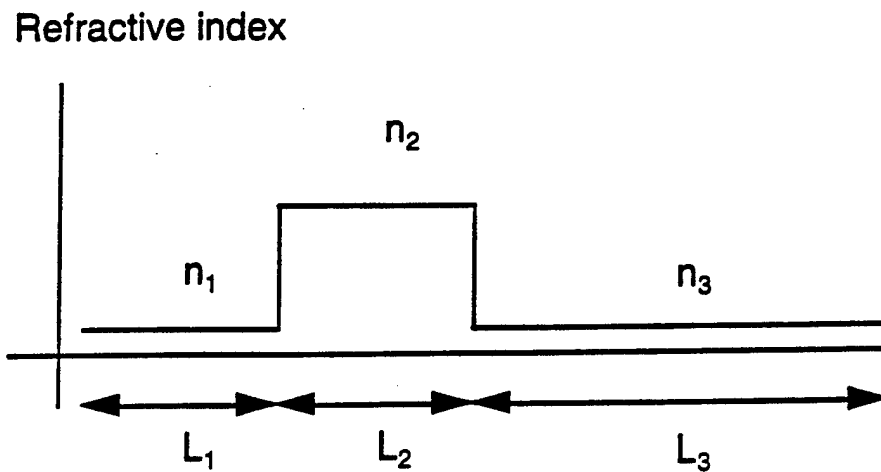 Refractive index
n₂
n₁
n₃
L₁
L₂
L₃